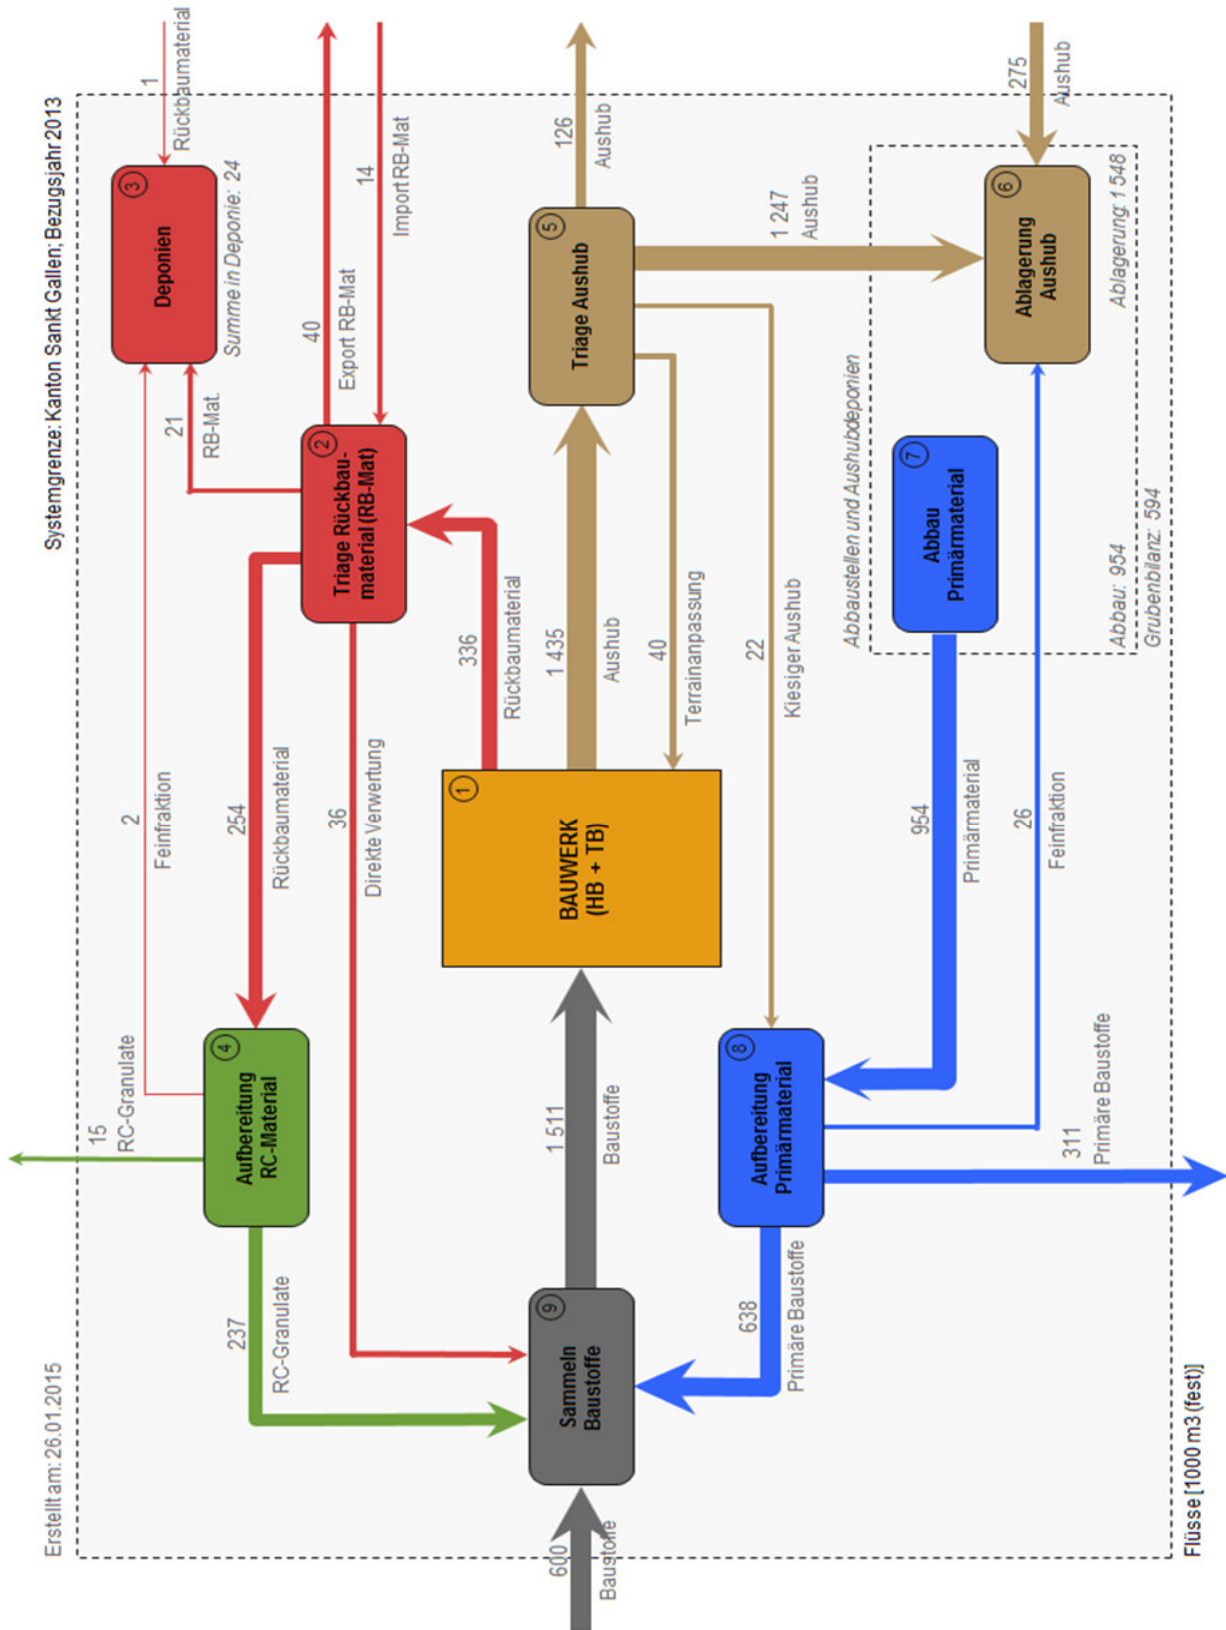 Erstellt am: 26.01.2015
Systemgrenze: Kanton Sankt Gallen; Bezugsjahr 2013
15
RC-Granulate
2
Feinfraktion
1
Rückbaumaterial
3
Deponien
Summe in Deponie: 24
21
RB-Mat.
4
Aufbereitung
RC-Material
254
Rückbaumaterial
2
Triage Rückbau-
material (RB-Mat)
40
Export RB-Mat
14
Import RB-Mat
237
RC-Granulate
36
Direkte Verwertung
336
Rückbaumaterial
600
Baustoffe
9
Sammeln
Baustoffe
1 511
Baustoffe
1
BAUWERK
(HB + TB)
1 435
Aushub
5
Triage Aushub
126
Aushub
40
Terrainanpassung
22
Kiesiger Aushub
1 247
Aushub
638
Primäre Baustoffe
8
Aufbereitung
Primärmaterial
954
Primärmaterial
Abbaustellen und Aushubdeponien
7
Abbau
Primärmaterial
6
Ablagerung
Aushub
275
Aushub
26
Feinfraktion
311
Primäre Baustoffe
Abbau: 954
Ablagerung: 1 548
Grubenbilanz: 594
Flüsse [1000 m3 (fest)]